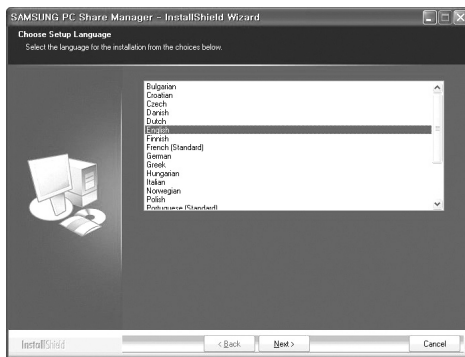 SAMSUNG PC Share Manager - InstallShield Wizard
Choose Setup Language
Select the language for the installation from the choices below.
Bulgarian
Croatian
Czech
Danish
Dutch
English
Finnish
French (Standard)
German
Greek
Hungarian
Italian
Norwegian
Polish
Portuguese (Standard)
InstallShield
< Back
Next >
Cancel